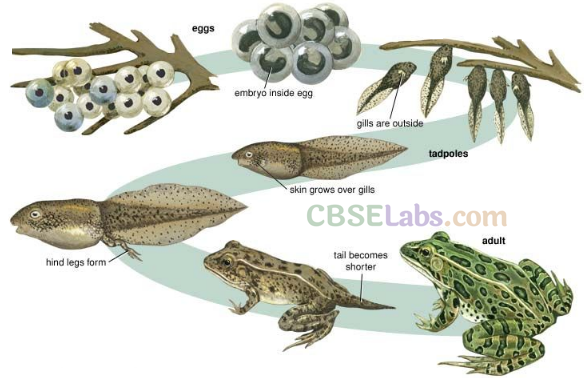 eggs
embryo inside egg
gills are outside
tadpoles
skin grows over gills
CBSELabs.com
hind legs form
tail becomes
shorter
adult